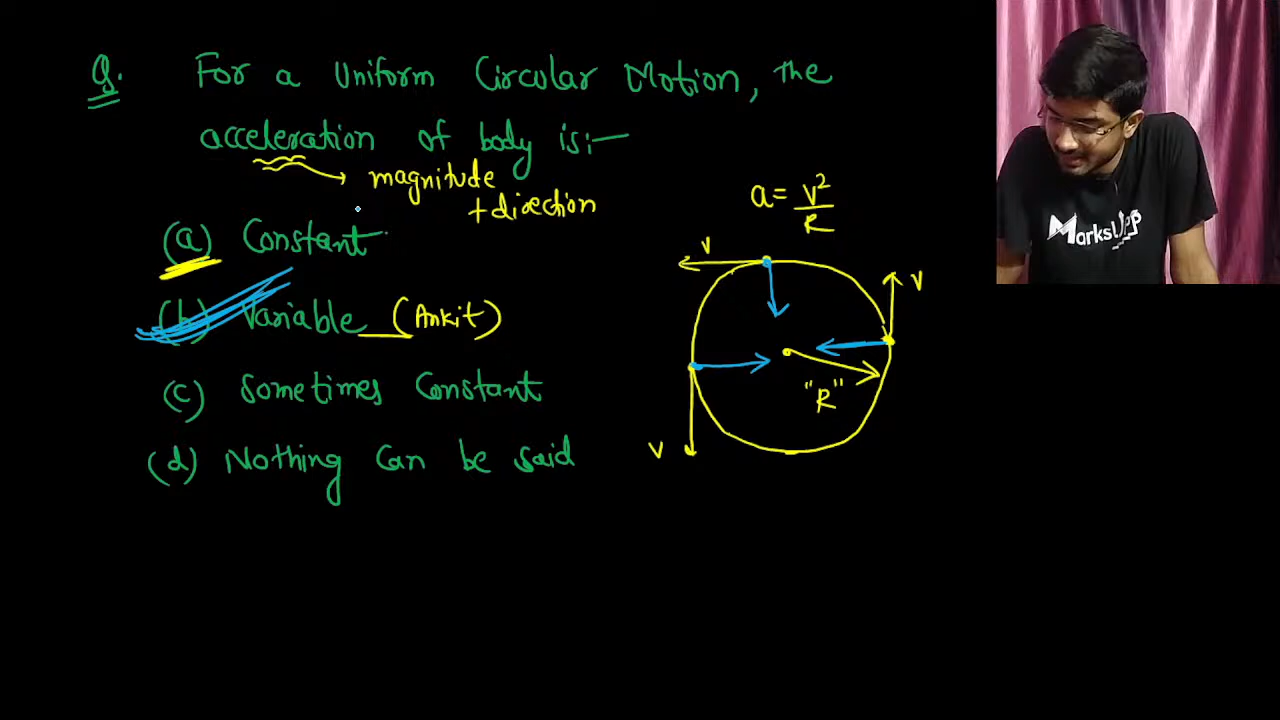 Q. For a Uniform Circular Motion, the
acceleration of body is:—
magnitude
+ direction
(a) Constant
(b) Variable (Ankit)
(c) Sometimes Constant
(d) Nothing Can be said
a = v²/R
v
v
v
"R"
MarksUpp